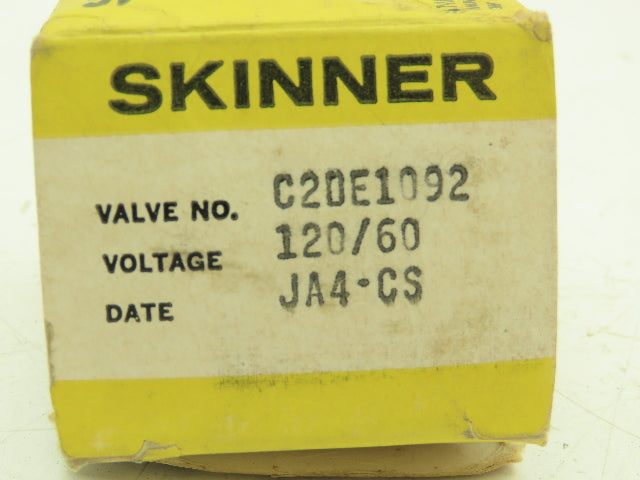 SKINNER
VALVE NO. C2DE1092
VOLTAGE 120/60
DATE JA4-CS